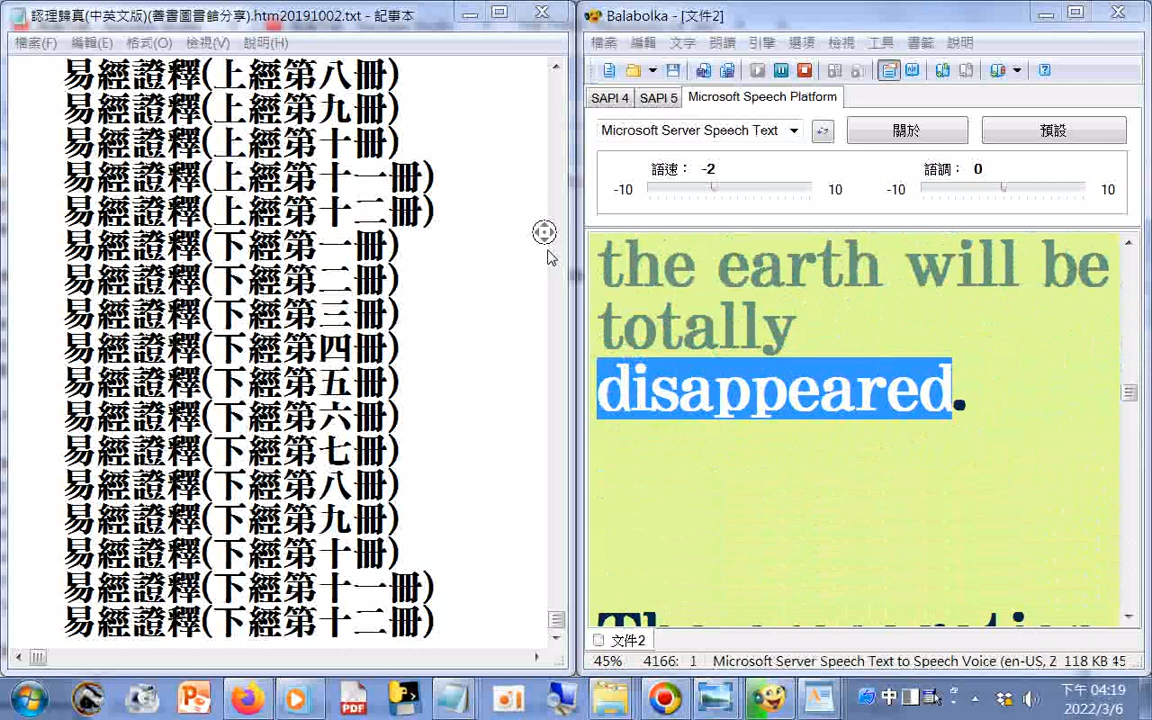 認理歸真(中英文版)(善書圖書館分享).htm20191002.txt - 記事本
檔案(F) 編輯(E) 格式(O) 檢視(V) 說明(H)
易經證釋(上經第八冊)
易經證釋(上經第九冊)
易經證釋(上經第十冊)
易經證釋(上經第十一冊)
易經證釋(上經第十二冊)
易經證釋(下經第一冊)
易經證釋(下經第二冊)
易經證釋(下經第三冊)
易經證釋(下經第四冊)
易經證釋(下經第五冊)
易經證釋(下經第六冊)
易經證釋(下經第七冊)
易經證釋(下經第八冊)
易經證釋(下經第九冊)
易經證釋(下經第十冊)
易經證釋(下經第十一冊)
易經證釋(下經第十二冊)
Balabolka - [文件2]
檔案 編輯 文字 朗讀 引擎 選項 檢視 工具 書籤 說明
SAPI 4 SAPI 5 Microsoft Speech Platform
Microsoft Server Speech Text 關於 預設
語速： -2 語調： 0
-10 10 -10 10
the earth will be
totally
disappeared.
文件2
45% 4166: 1 Microsoft Server Speech Text to Speech Voice (en-US, Z 118 KB 45
PDF 中 下午 04:19
2022/3/6